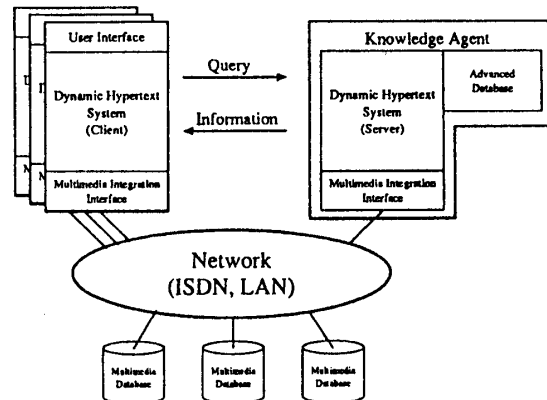 User Interface
Dynamic Hypertext
System
(Client)
Multimedia Integration
Interface
Query
Information
Knowledge Agent
Dynamic Hypertext
System
(Server)
Advanced
Database
Multimedia Integration
Interface
Network
(ISDN, LAN)
Multimedia
Database
Multimedia
Database
Multimedia
Database